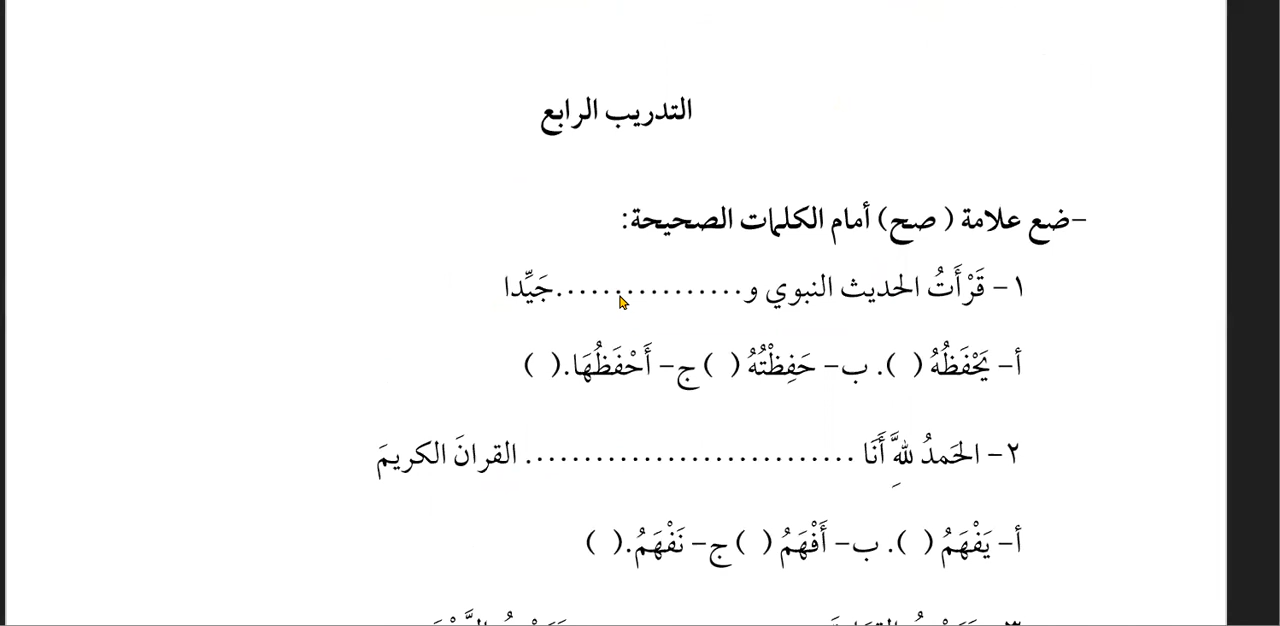 التدريب الرابع
-ضع علامة ( صح) أمام الكلمات الصحيحة:
١- قَرْأَتُ الحديث النبوي و................جَيِّدا
أ- يَحْفَظُهُ ( ). ب- حَفِظْتُهُ ( ) ج- أَحْفَظُهَا.( )
٢- الحَمدُ للهَِّ أَنَا ............................ القرانَ الكريمَ
أ- يَفْهَمُ ( ). ب- أَفْهَمُ ( ) ج- نَفْهَمُ.( )